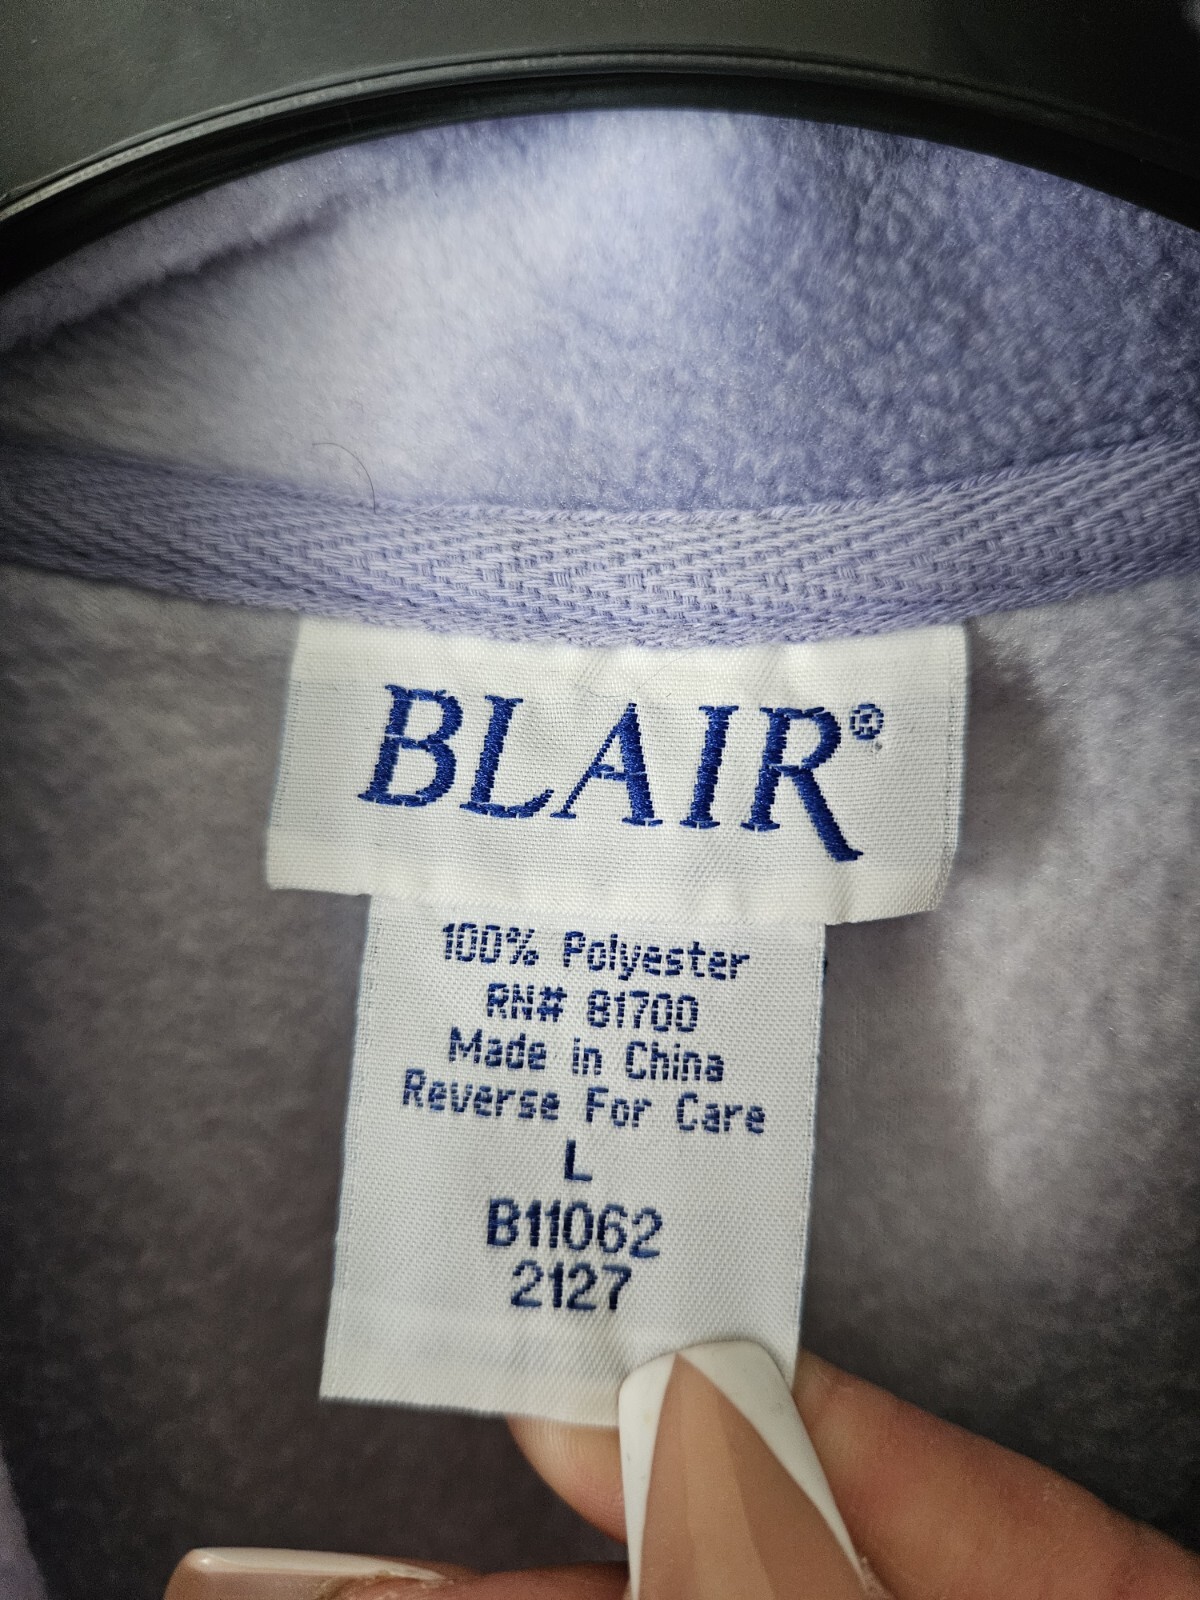 BLAIR®
100% Polyester
RN# 81700
Made in China
Reverse For Care
L
B11062
2127